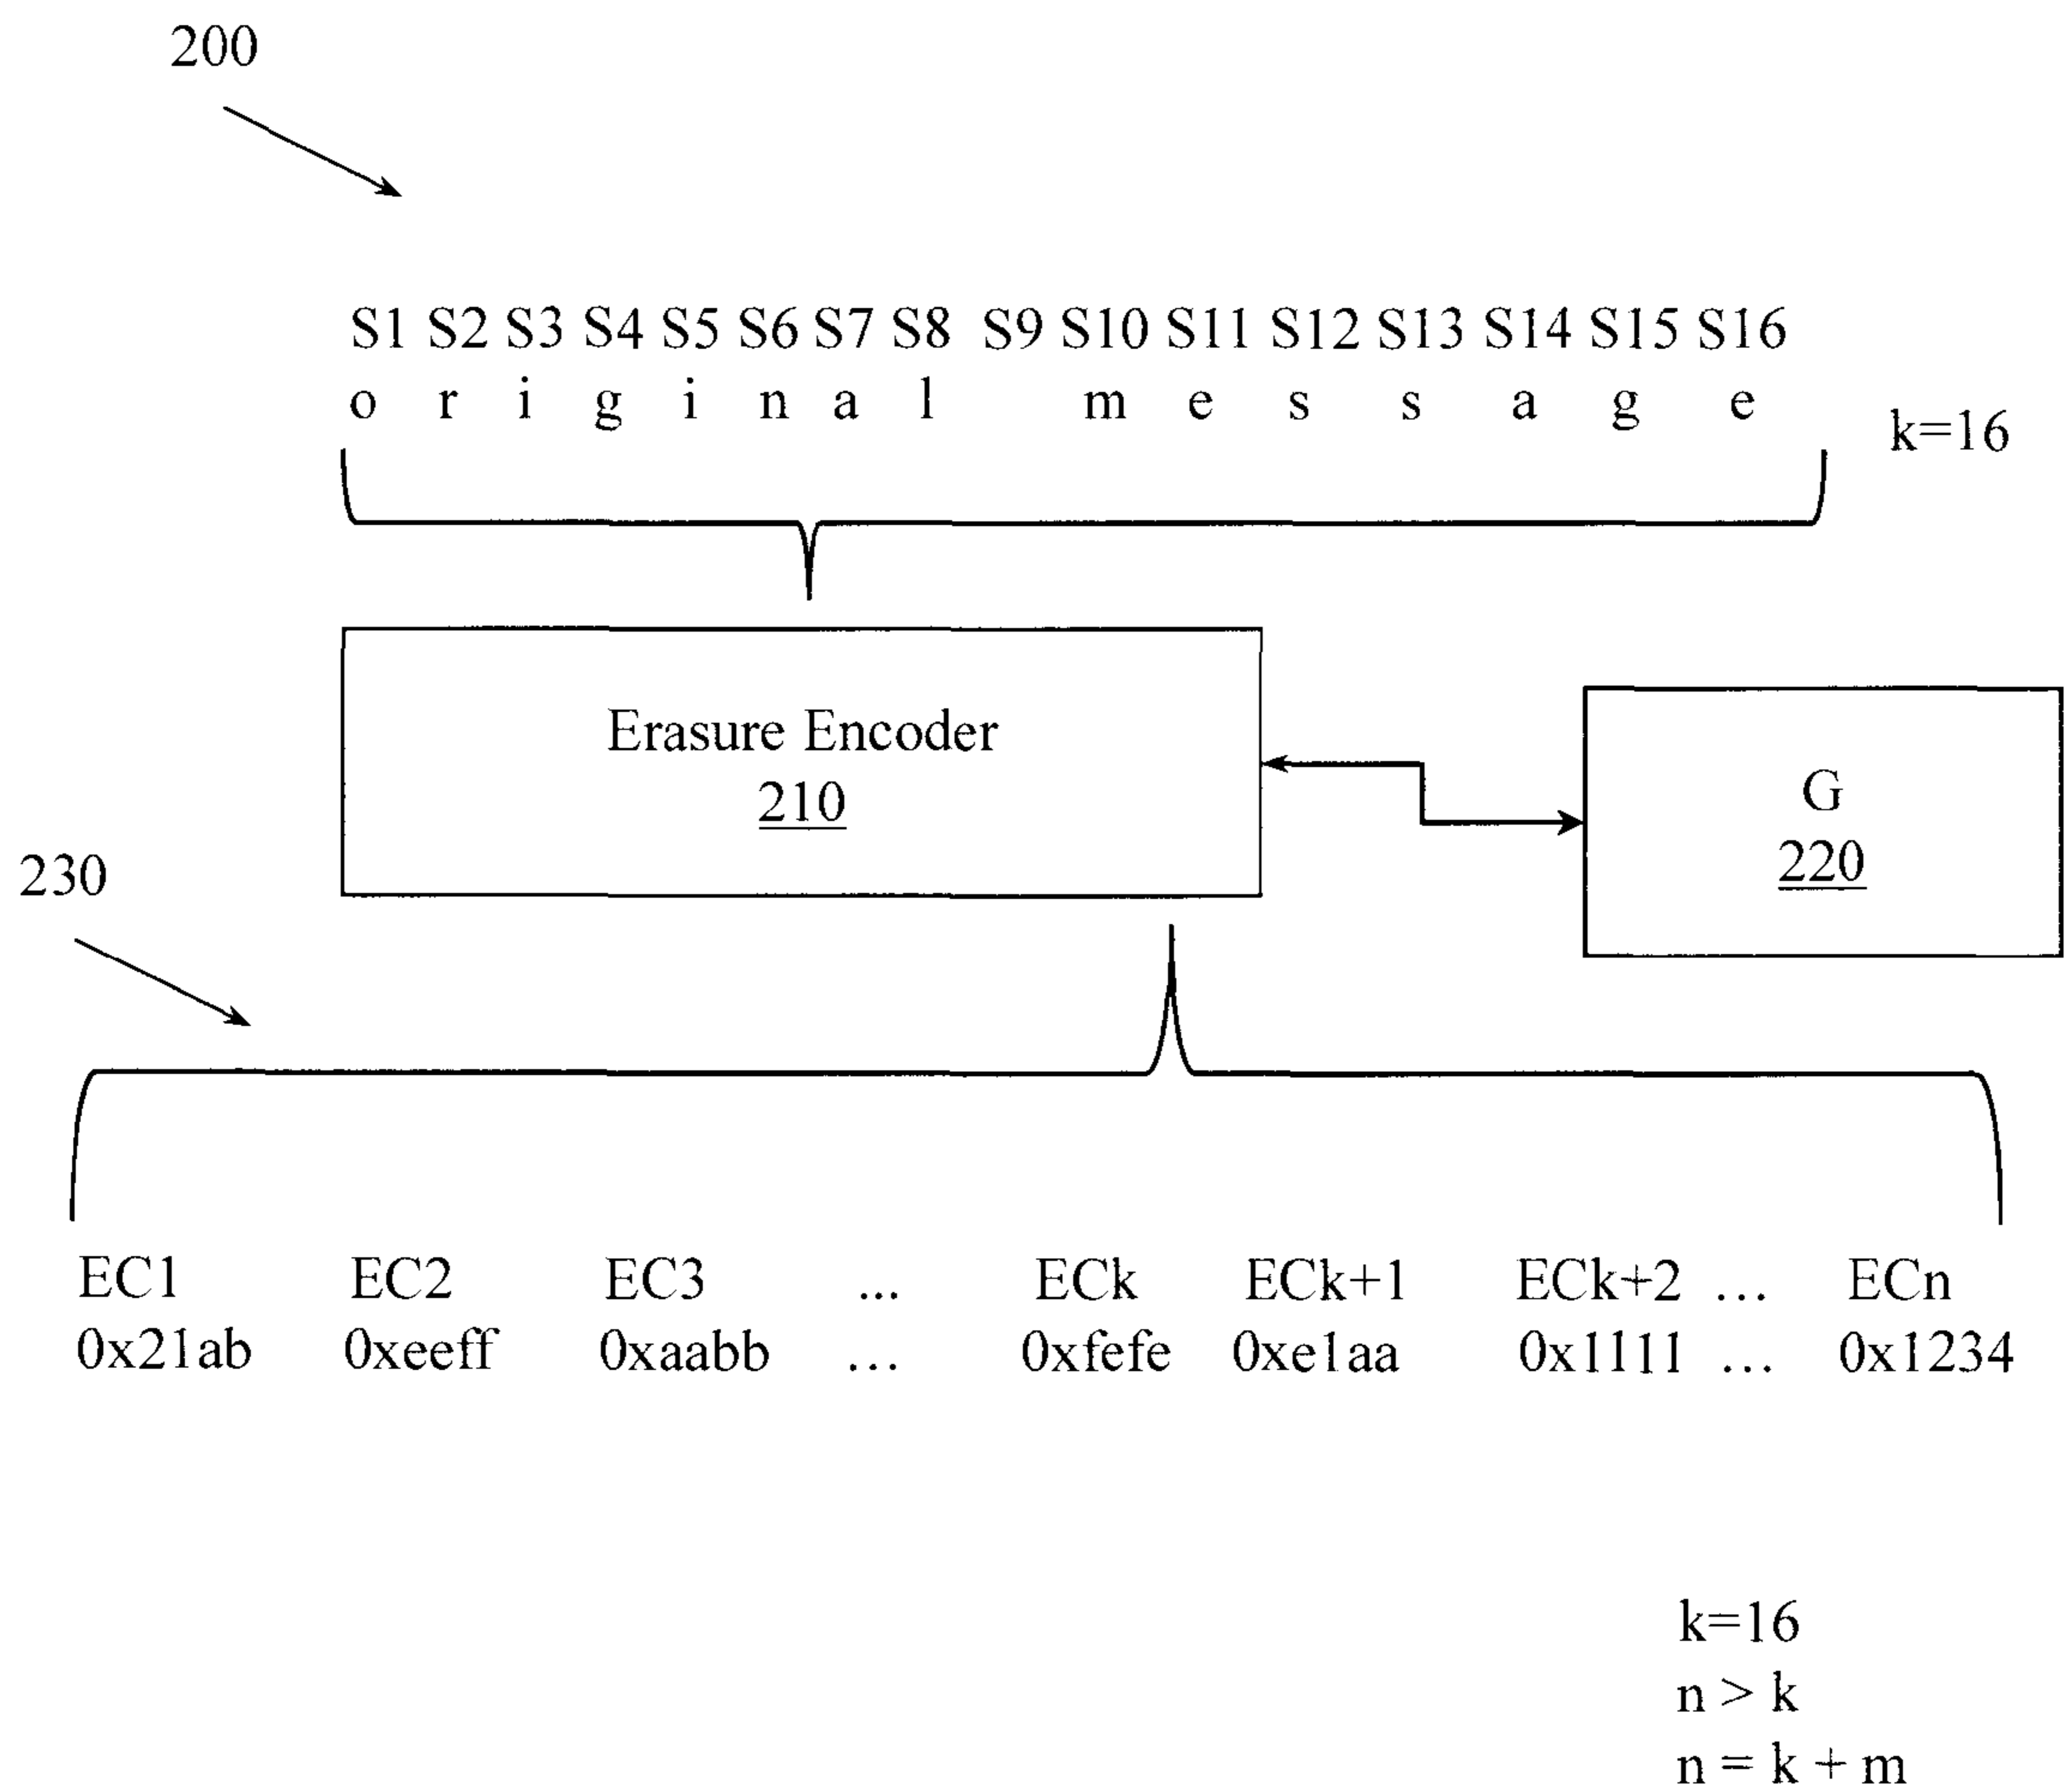 200
S1 S2 S3 S4 S5 S6 S7 S8 S9 S10 S11 S12 S13 S14 S15 S16
o r i g i n a l m e s s a g e
k=16
Erasure Encoder
210
G
220
230
EC1 EC2 EC3 ... ECk ECk+1 ECk+2 ... ECn
0x21ab 0xeeff 0xaabb ... 0xfefe 0xe1aa 0x1111 ... 0x1234
k=16
n > k
n = k + m